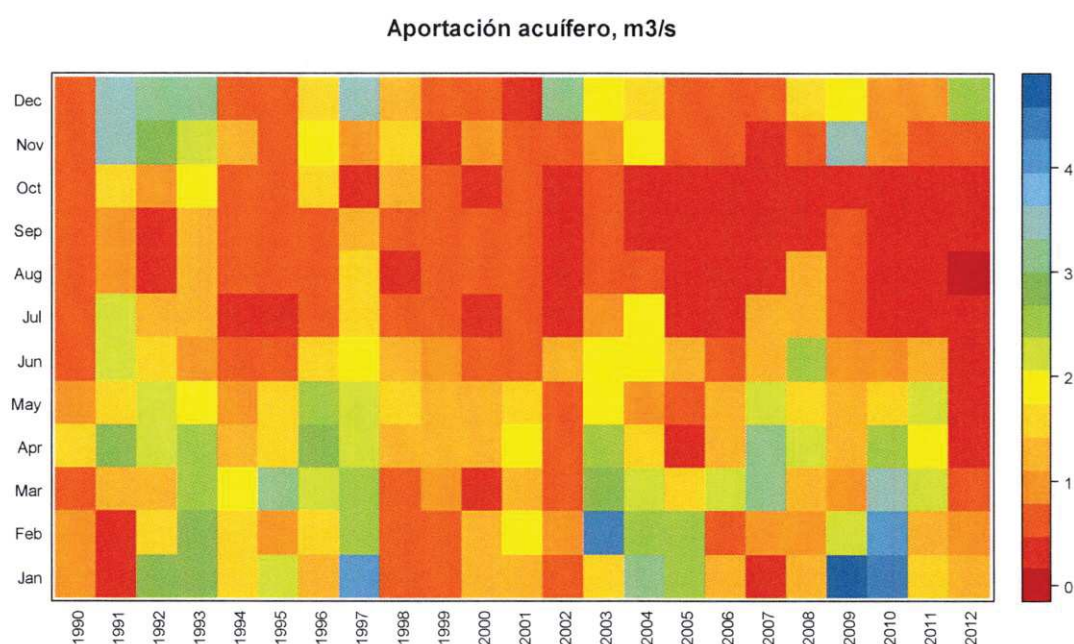 Aportación acuífero, m3/s
Dec
Nov
Oct
Sep
Aug
Jul
Jun
May
Apr
Mar
Feb
Jan
4
3
2
1
0
1990 1991 1992 1993 1994 1995 1996 1997 1998 1999 2000 2001 2002 2003 2004 2005 2006 2007 2008 2009 2010 2011 2012